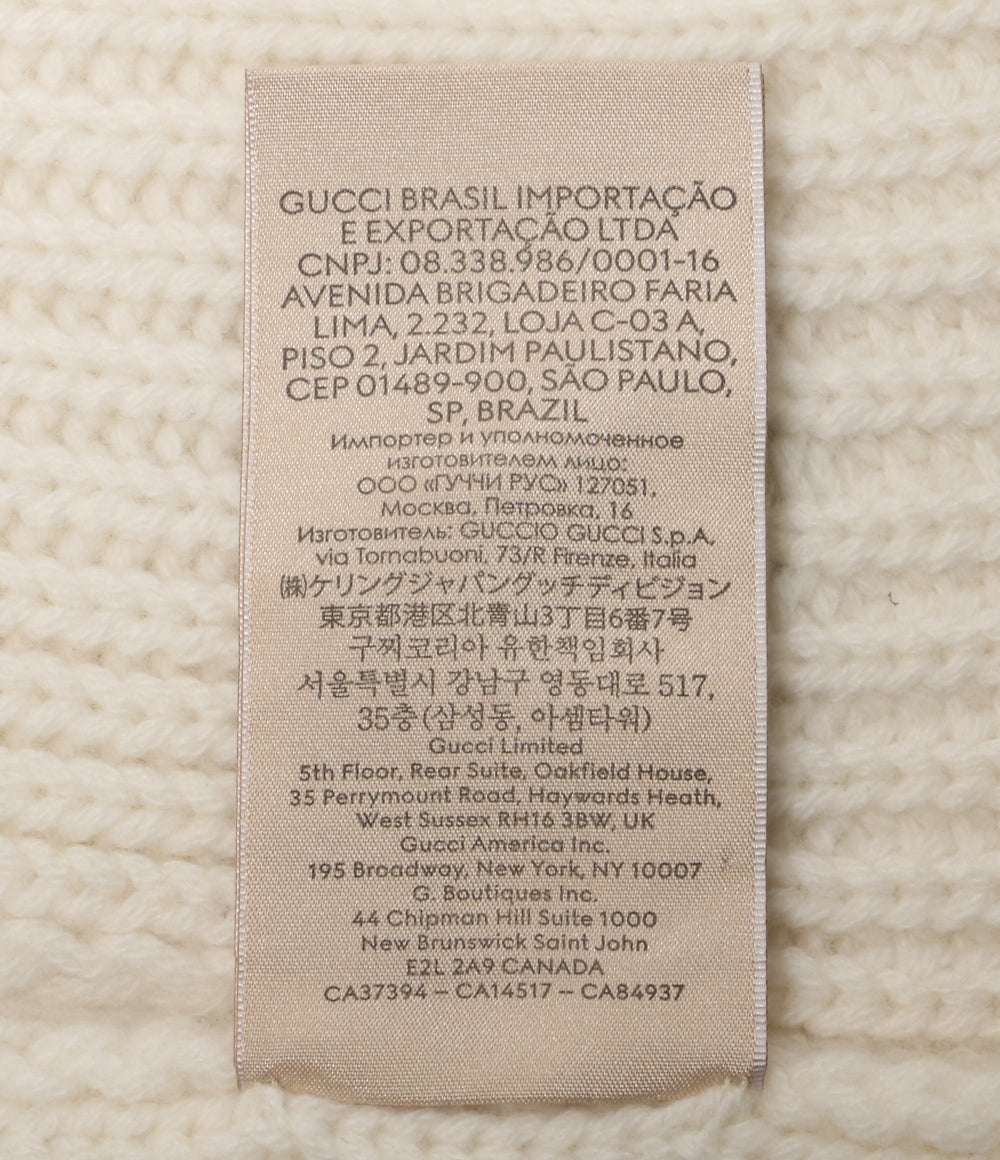 GUCCI BRASIL IMPORTAÇÃO
E EXPORTAÇÃO LTDA
CNPJ: 08.338.986/0001-16
AVENIDA BRIGADEIRO FARIA
LIMA, 2.232, LOJA C-03 A,
PISO 2, JARDIM PAULISTANO,
CEP 01489-900, SÃO PAULO,
SP, BRAZIL
Импортер и уполномоченное
изготовителем лицо:
ООО «ГУЧЧИ РУС» 127051,
Москва, Петровка, 16
Изготовитель: GUCCIO GUCCI S.p.A.
via Tornabuoni, 73/R Firenze, Italia
㈱ケリングジャパングッチディビジョン
東京都港区北青山3丁目6番7号
구찌코리아 유한책임회사
서울특별시 강남구 영동대로 517,
35층(삼성동, 아셈타워)
Gucci Limited
5th Floor, Rear Suite, Oakfield House,
35 Perrymount Road, Haywards Heath,
West Sussex RH16 3BW, UK
Gucci America Inc.
195 Broadway, New York, NY 10007
G. Boutiques Inc.
44 Chipman Hill Suite 1000
New Brunswick Saint John
E2L 2A9 CANADA
CA37394 – CA14517 – CA84937